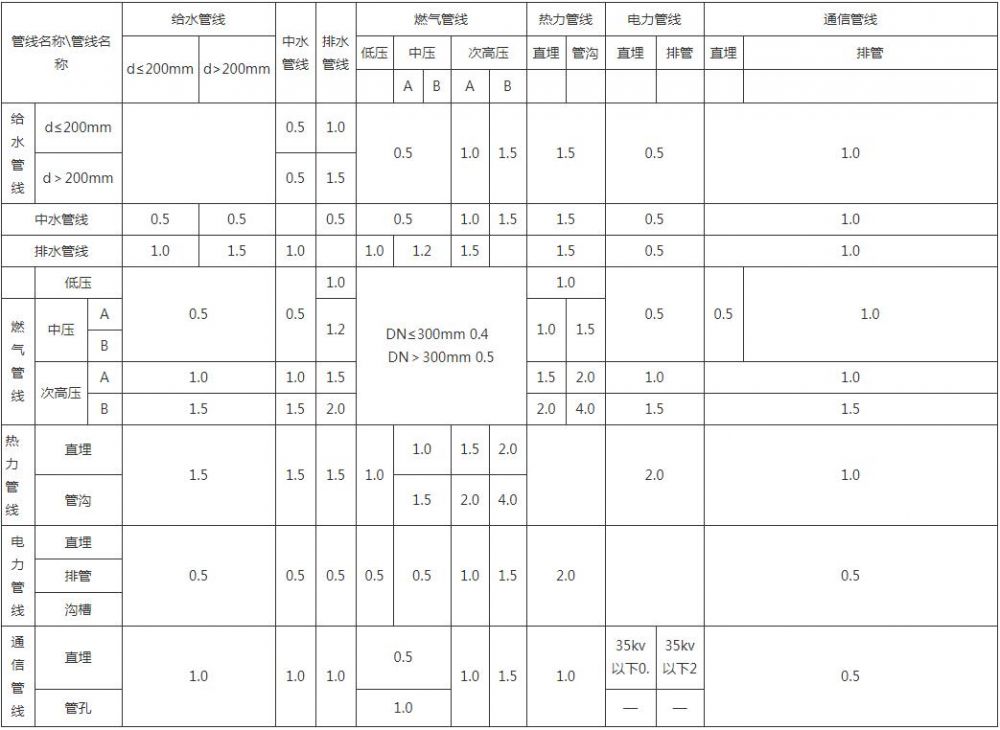 管线名称\管线名称 给水管线 中水管线 排水管线 燃气管线 热力管线 电力管线 通信管线
d≤200mm d>200mm 低压 中压 次高压 直埋 管沟 直埋 排管 直埋 排管
A B A B
给水管线 d≤200mm 0.5 1.0 0.5 1.0 1.5 1.5 0.5 1.0
d＞200mm 0.5 1.5
中水管线 0.5 0.5 0.5 0.5 1.0 1.5 1.5 0.5 1.0
排水管线 1.0 1.5 1.0 1.0 1.2 1.5 1.5 0.5 1.0
燃气管线 低压 0.5 0.5 1.0 DN≤300mm 0.4 1.0 0.5 0.5 1.0
DN＞300mm 0.5
中压 A 1.2 1.0 1.5
B
次高压 A 1.0 1.0 1.5 1.5 2.0 1.0 1.0
B 1.5 1.5 2.0 2.0 4.0 1.5 1.5
热力管线 直埋 1.5 1.5 1.5 1.0 1.0 1.5 2.0 2.0 1.0
管沟 1.5 2.0 4.0
电力管线 直埋 0.5 0.5 0.5 0.5 0.5 1.0 1.5 2.0 0.5
排管
沟槽
通信管线 直埋 1.0 1.0 1.0 0.5 1.0 1.5 1.0 35kv以下0. 35kv以下2 0.5
管孔 1.0 — —